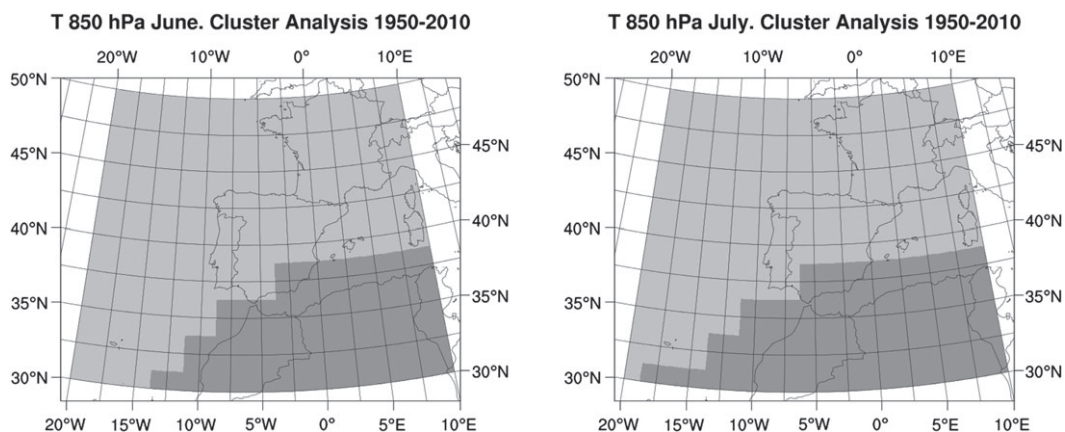 T 850 hPa June. Cluster Analysis 1950-2010
20°W 10°W 0° 10°E
50°N
45°N 45°N
40°N 40°N
35°N 35°N
30°N 30°N
20°W 15°W 10°W 5°W 0° 5°E 10°E
T 850 hPa July. Cluster Analysis 1950-2010
20°W 10°W 0° 10°E
50°N
45°N 45°N
40°N 40°N
35°N 35°N
30°N 30°N
20°W 15°W 10°W 5°W 0° 5°E 10°E